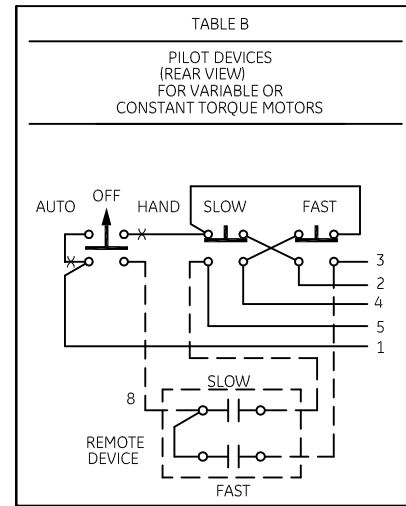 TABLE B
PILOT DEVICES
(REAR VIEW)
FOR VARIABLE OR
CONSTANT TORQUE MOTORS
AUTO OFF HAND SLOW FAST
3
2
4
5
1
8
SLOW
REMOTE
DEVICE
FAST